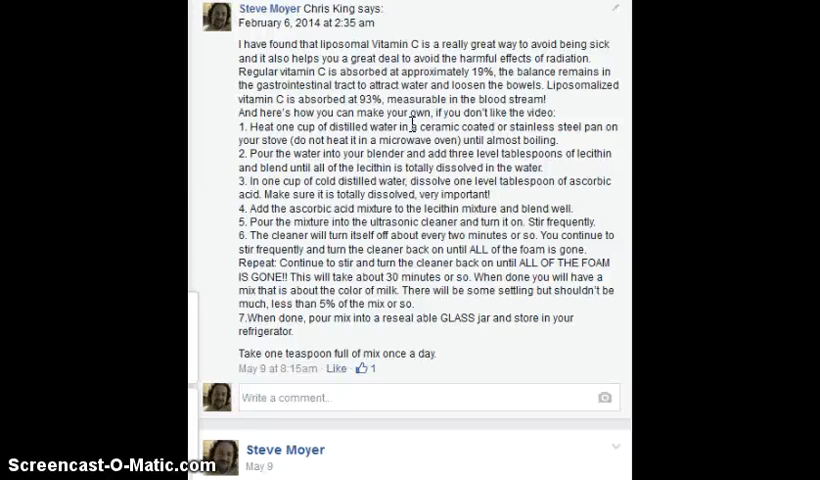 Steve Moyer Chris King says:
February 6, 2014 at 2:35 am
I have found that liposomal Vitamin C is a really great way to avoid being sick
and it also helps you a great deal to avoid the harmful effects of radiation.
Regular vitamin C is absorbed at approximately 19%, the balance remains in
the gastrointestinal tract to attract water and loosen the bowels. Liposomalized
vitamin C is absorbed at 93%, measurable in the blood stream!
And here's how you can make your own, if you don't like the video:
1. Heat one cup of distilled water in a ceramic coated or stainless steel pan on
your stove (do not heat it in a microwave oven) until almost boiling.
2. Pour the water into your blender and add three level tablespoons of lecithin
and blend until all of the lecithin is totally dissolved in the water.
3. In one cup of cold distilled water, dissolve one level tablespoon of ascorbic
acid. Make sure it is totally dissolved, very important!
4. Add the ascorbic acid mixture to the lecithin mixture and blend well.
5. Pour the mixture into the ultrasonic cleaner and turn it on. Stir frequently.
6. The cleaner will turn itself off about every two minutes or so. You continue to
stir frequently and turn the cleaner back on until ALL of the foam is gone.
Repeat: Continue to stir and turn the cleaner back on until ALL OF THE FOAM
IS GONE!! This will take about 30 minutes or so. When done you will have a
mix that is about the color of milk. There will be some settling but shouldn't be
much, less than 5% of the mix or so.
7.When done, pour mix into a reseal able GLASS jar and store in your
refrigerator.
Take one teaspoon full of mix once a day.
May 9 at 8:15am · Like · 1
Write a comment...
Steve Moyer
May 9
Screencast-O-Matic.com